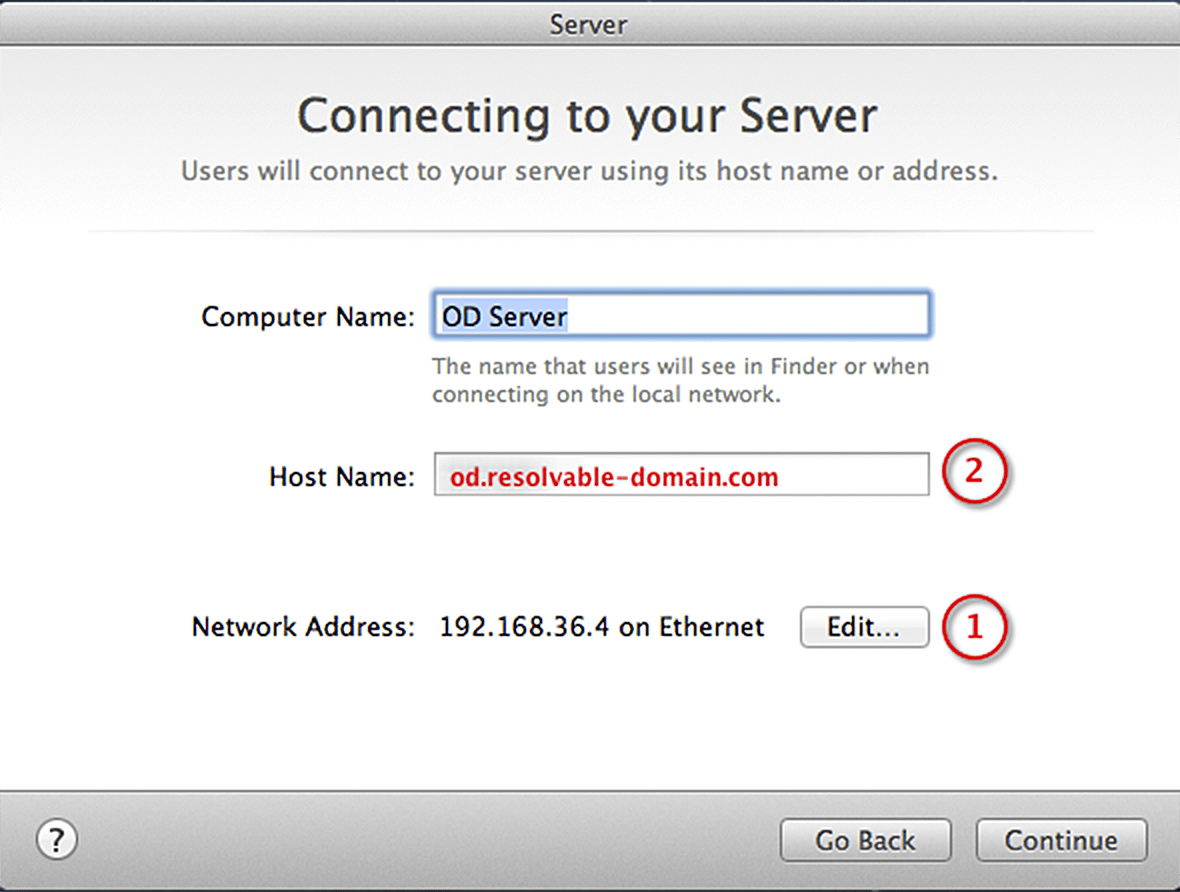 Server
Connecting to your Server
Users will connect to your server using its host name or address.
Computer Name: OD Server
The name that users will see in Finder or when
connecting on the local network.
Host Name: od.resolvable-domain.com 2
Network Address: 192.168.36.4 on Ethernet Edit... 1
? Go Back Continue